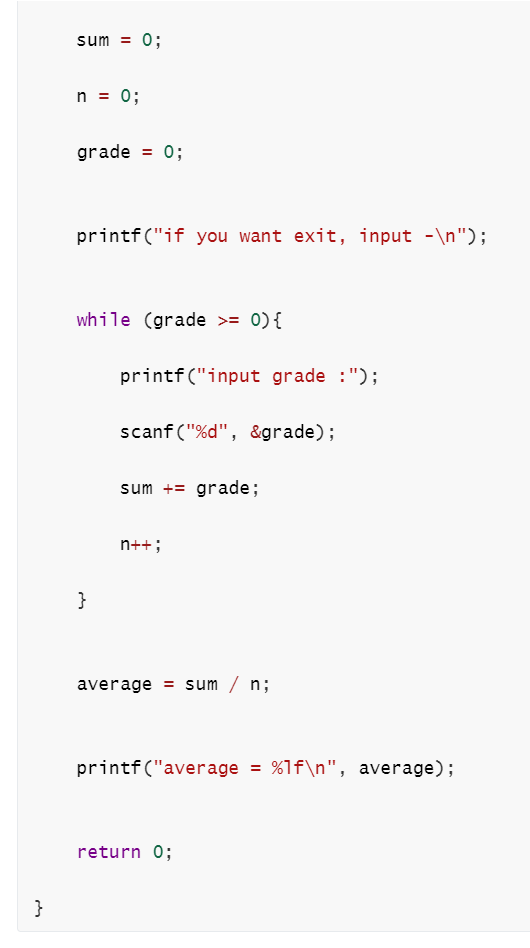 sum = 0;
n = 0;
grade = 0;
printf("if you want exit, input -\n");
while (grade >= 0){
printf("input grade :");
scanf("%d", &grade);
sum += grade;
n++;
}
average = sum / n;
printf("average = %lf\n", average);
return 0;
}